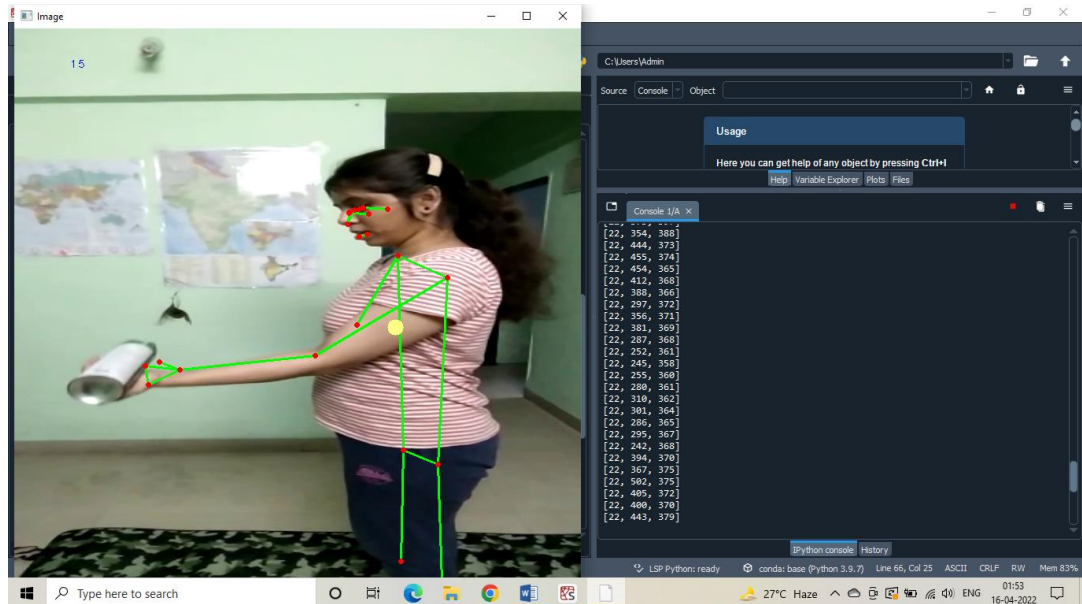 Image
15
C:\Users\Admin
Source Console Object
Usage
Here you can get help of any object by pressing Ctrl+I
Help Variable Explorer Plots Files
Console 1/A
[22, 354, 388]
[22, 444, 373]
[22, 455, 374]
[22, 454, 365]
[22, 412, 368]
[22, 388, 366]
[22, 297, 372]
[22, 356, 371]
[22, 381, 369]
[22, 287, 368]
[22, 252, 361]
[22, 245, 358]
[22, 255, 360]
[22, 280, 361]
[22, 310, 362]
[22, 301, 364]
[22, 286, 365]
[22, 295, 367]
[22, 242, 368]
[22, 394, 370]
[22, 367, 375]
[22, 502, 375]
[22, 405, 372]
[22, 400, 370]
[22, 443, 379]
IPython console History
LSP Python: ready conda: base (Python 3.9.7) Line 66, Col 25 ASCII CRLF RW Mem 83%
Type here to search
27°C Haze ENG
01:53
16-04-2022